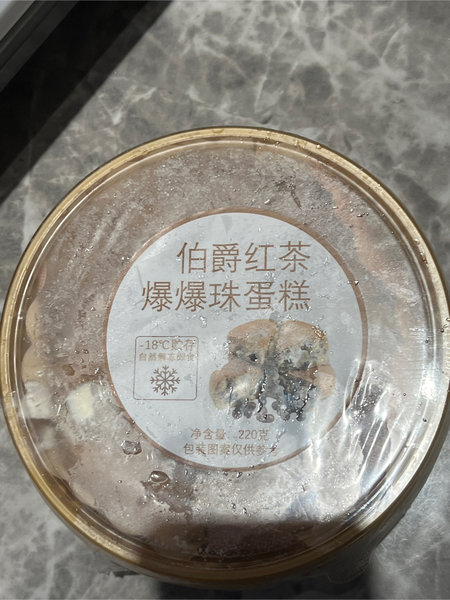 伯爵红茶
爆爆珠蛋糕
-18℃贮存
自然解冻即食
净含量：220克
包装图案仅供参考